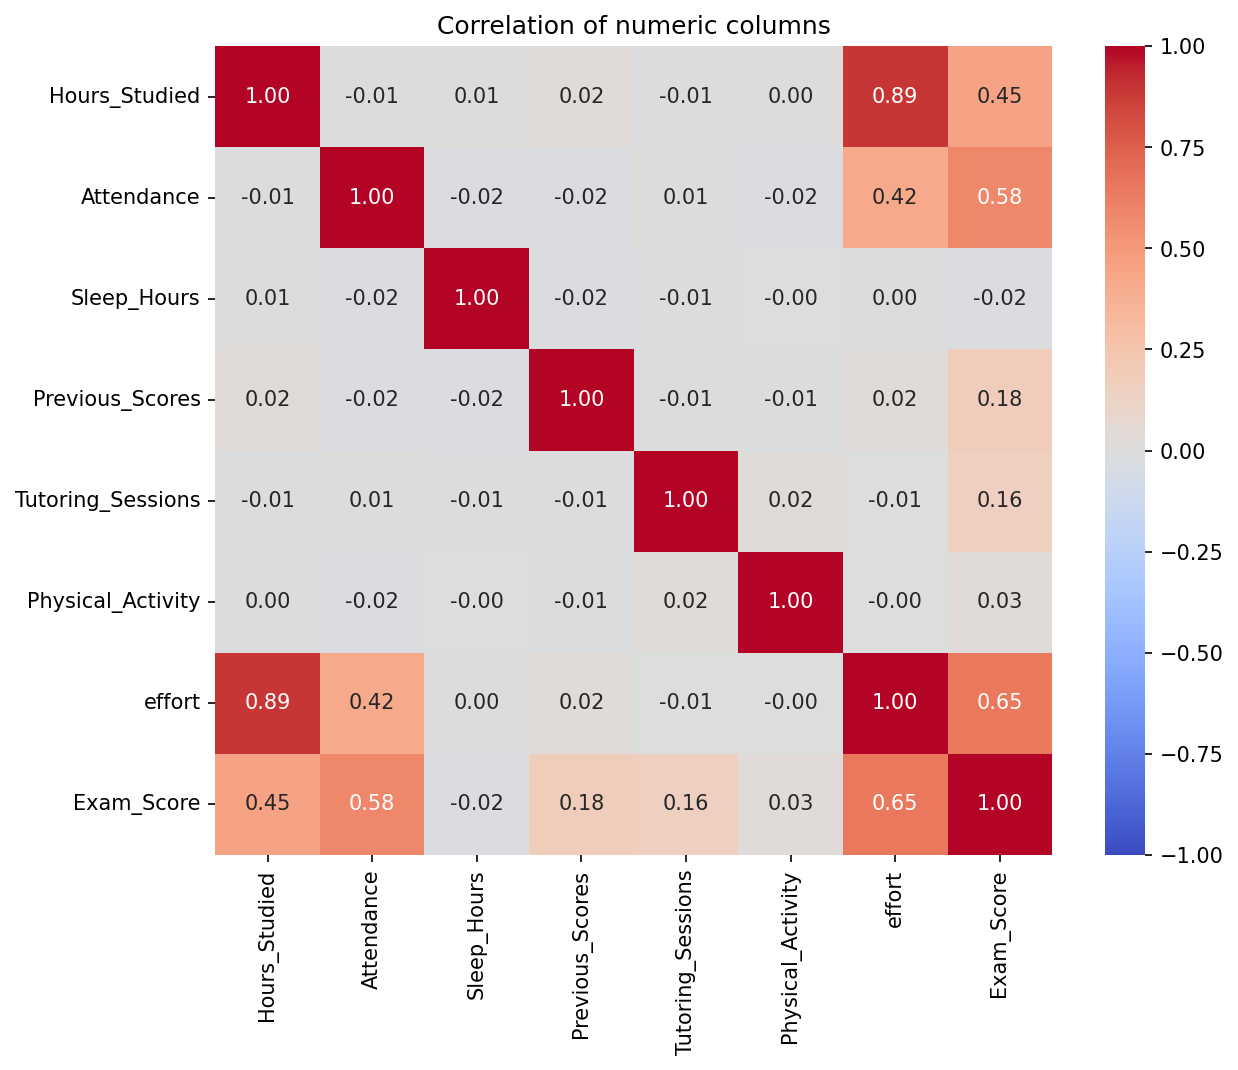 Correlation of numeric columns
Hours_Studied 1.00 -0.01 0.01 0.02 -0.01 0.00 0.89 0.45
Attendance -0.01 1.00 -0.02 -0.02 0.01 -0.02 0.42 0.58
Sleep_Hours 0.01 -0.02 1.00 -0.02 -0.01 -0.00 0.00 -0.02
Previous_Scores 0.02 -0.02 -0.02 1.00 -0.01 -0.01 0.02 0.18
Tutoring_Sessions -0.01 0.01 -0.01 -0.01 1.00 0.02 -0.01 0.16
Physical_Activity 0.00 -0.02 -0.00 -0.01 0.02 1.00 -0.00 0.03
effort 0.89 0.42 0.00 0.02 -0.01 -0.00 1.00 0.65
Exam_Score 0.45 0.58 -0.02 0.18 0.16 0.03 0.65 1.00
Hours_Studied
Attendance
Sleep_Hours
Previous_Scores
Tutoring_Sessions
Physical_Activity
effort
Exam_Score
1.00
0.75
0.50
0.25
0.00
−0.25
−0.50
−0.75
−1.00